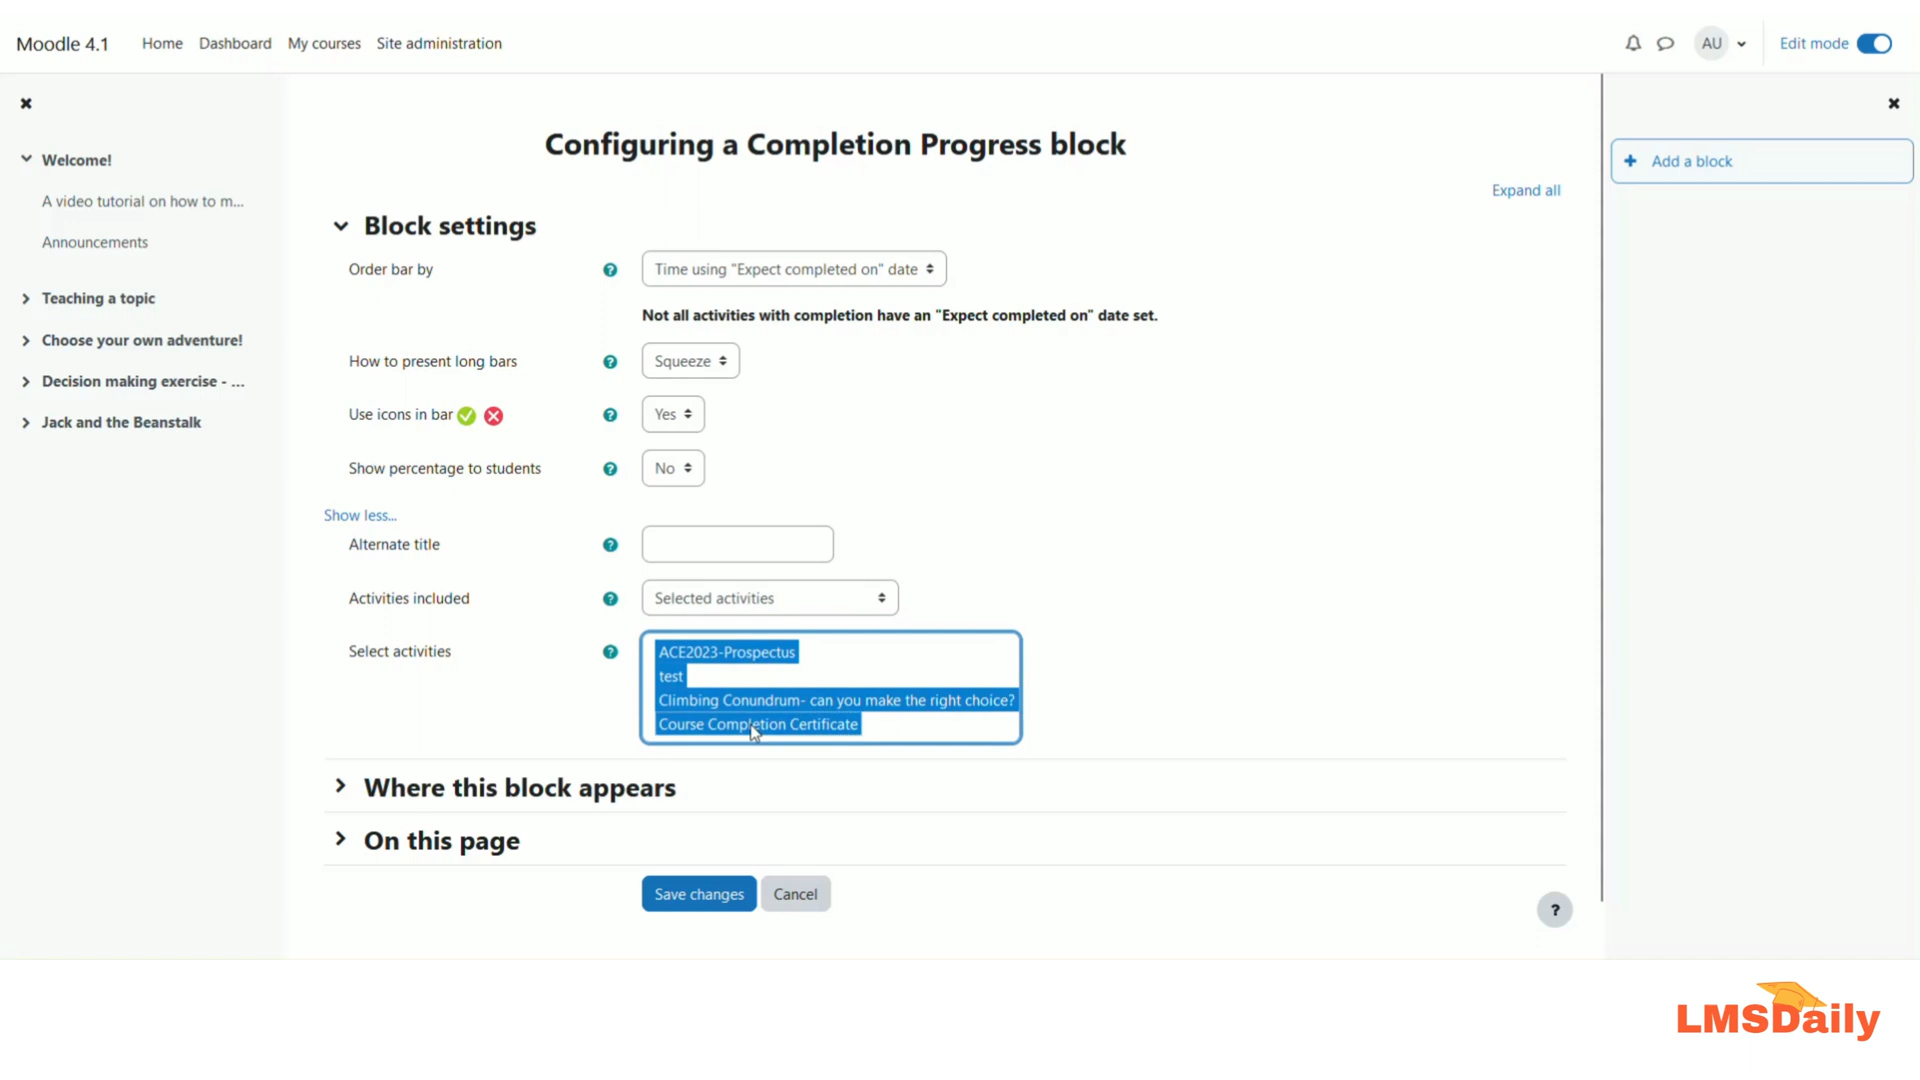 Moodle 4.1 Home Dashboard My courses Site administration AU Edit mode
Welcome!
A video tutorial on how to m...
Announcements
Teaching a topic
Choose your own adventure!
Decision making exercise - ...
Jack and the Beanstalk
Configuring a Completion Progress block
Expand all
Block settings
Order bar by ? Time using "Expect completed on" date
Not all activities with completion have an "Expect completed on" date set.
How to present long bars ? Squeeze
Use icons in bar ? Yes
Show percentage to students ? No
Show less...
Alternate title ?
Activities included ? Selected activities
Select activities ? ACE2023-Prospectus
test
Climbing Conundrum- can you make the right choice?
Course Completion Certificate
Where this block appears
On this page
Save changes Cancel
?
+ Add a block
LMSDaily